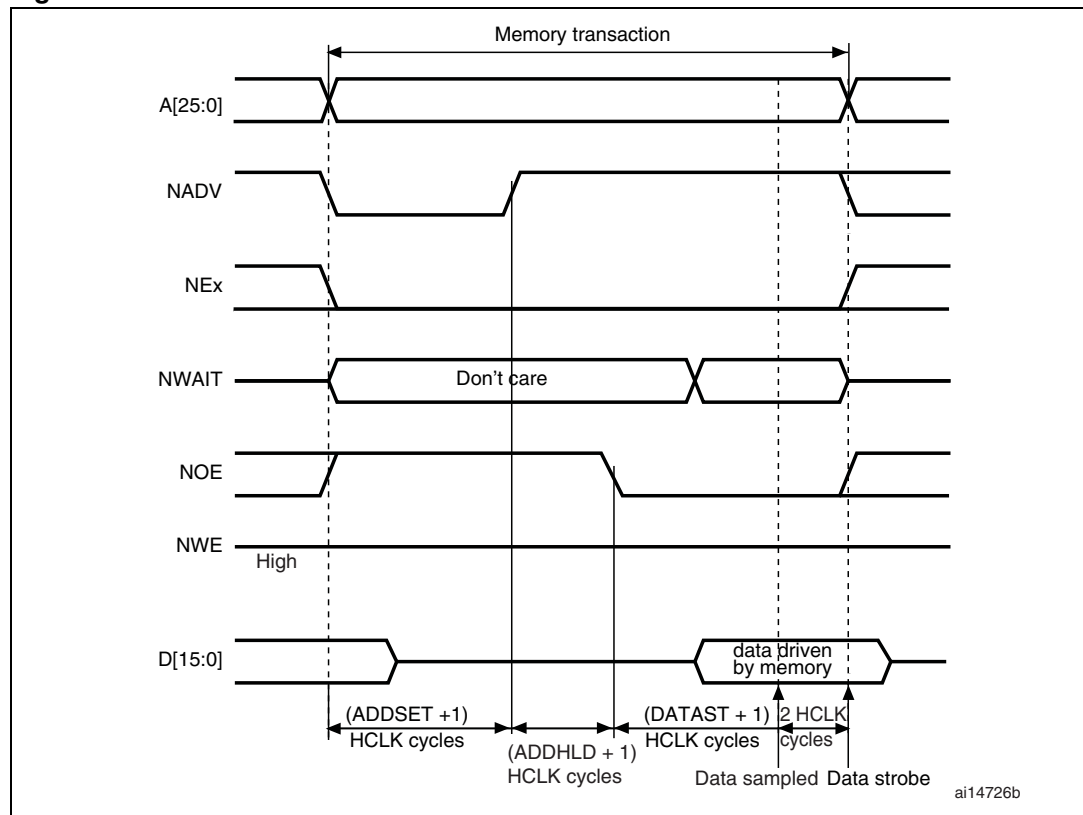 Memory transaction
A[25:0]
NADV
NEx
NWAIT
Don't care
NOE
NWE
High
D[15:0]
data driven
by memory
(ADDSET +1)
HCLK cycles
(ADDHLD + 1)
HCLK cycles
(DATAST + 1)
HCLK cycles
2 HCLK
cycles
Data sampled
Data strobe
ai14726b